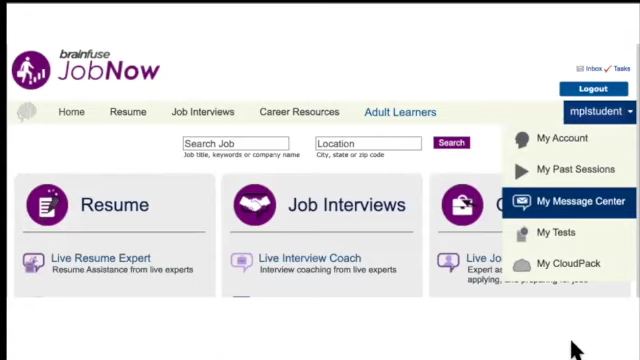 brainfuse
JobNow
Inbox Tasks
Logout
Home Resume Job Interviews Career Resources Adult Learners mplstudent
Search Job Location Search
Job title, keywords or company name City, state or zip code
My Account
My Past Sessions
My Message Center
My Tests
My CloudPack
Resume Job Interviews C
Live Resume Expert
Resume Assistance from live experts
Live Interview Coach
Interview coaching from live experts
Live Jo
Expert as
applying, and preparing for jobs